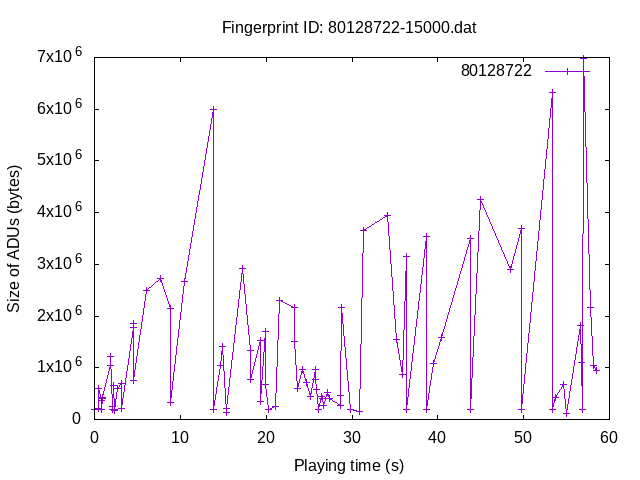 Fingerprint ID: 80128722-15000.dat
80128722
7x10^6
6x10^6
5x10^6
4x10^6
3x10^6
2x10^6
1x10^6
0
Size of ADUs (bytes)
0 10 20 30 40 50 60
Playing time (s)